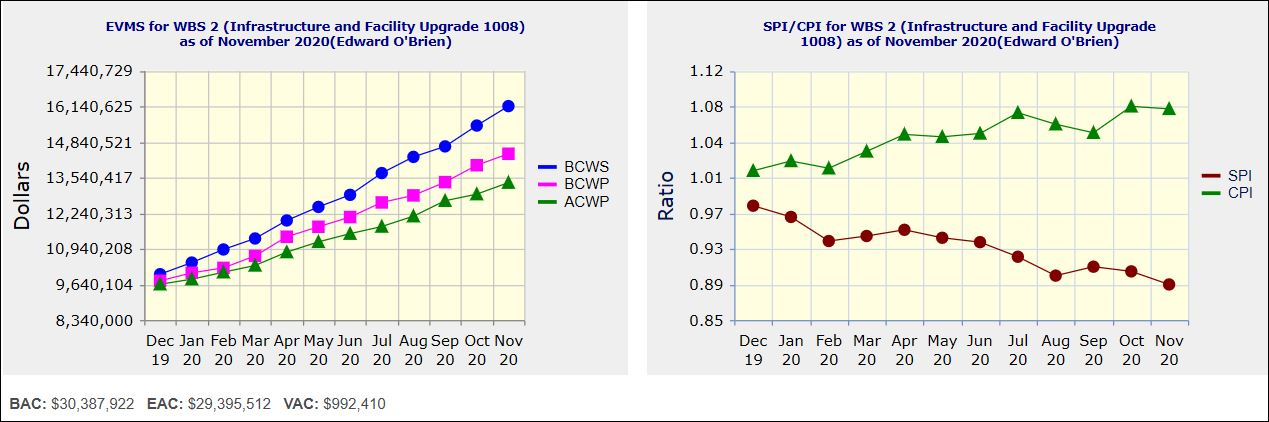 EVMS for WBS 2 (Infrastructure and Facility Upgrade 1008)
as of November 2020(Edward O'Brien)
17,440,729
16,140,625
14,840,521
13,540,417
12,240,313
10,940,208
9,640,104
8,340,000
Dollars
Dec Jan Feb Mar Apr May Jun Jul Aug Sep Oct Nov
19 20 20 20 20 20 20 20 20 20 20 20
BCWS
BCWP
ACWP
SPI/CPI for WBS 2 (Infrastructure and Facility Upgrade
1008) as of November 2020(Edward O'Brien)
1.12
1.08
1.04
1.01
0.97
0.93
0.89
0.85
Ratio
Dec Jan Feb Mar Apr May Jun Jul Aug Sep Oct Nov
19 20 20 20 20 20 20 20 20 20 20 20
SPI
CPI
BAC: $30,387,922 EAC: $29,395,512 VAC: $992,410